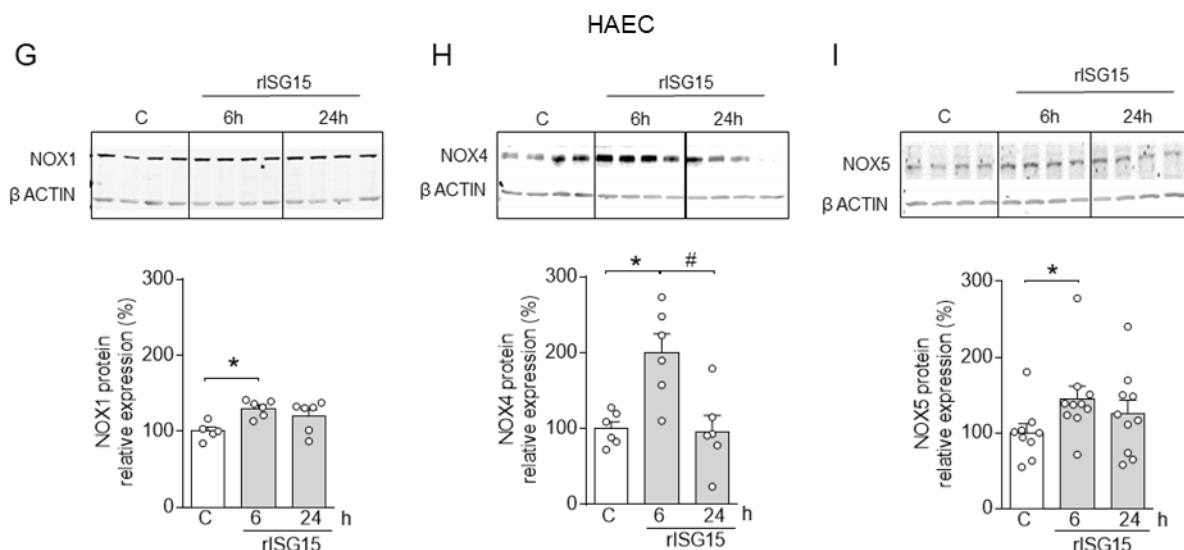 HAEC
G
rISG15
C 6h 24h
NOX1
β ACTIN
300
200
100
0
NOX1 protein
relative expression (%)
*
C 6 24 h
rISG15
H
rISG15
C 6h 24h
NOX4
β ACTIN
300
200
100
0
NOX4 protein
relative expression (%)
* #
C 6 24 h
rISG15
I
rISG15
C 6h 24h
NOX5
β ACTIN
300
200
100
0
NOX5 protein
relative expression (%)
*
C 6 24 h
rISG15